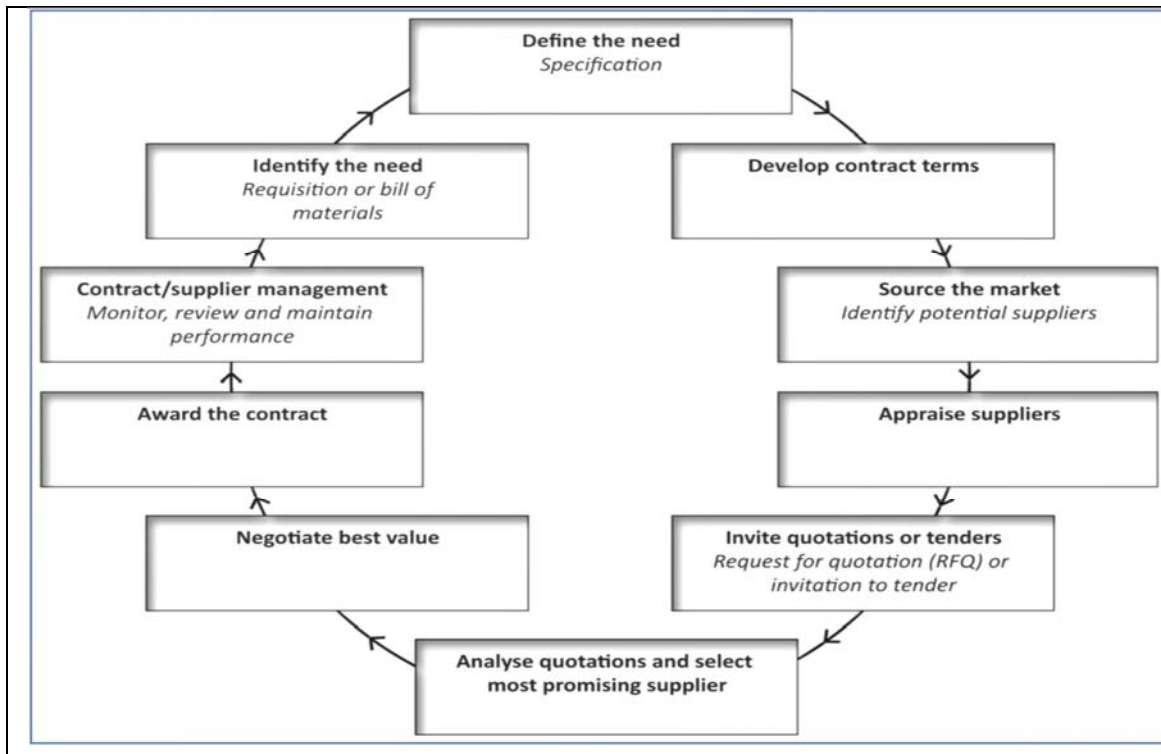 Define the need
Specification
Identify the need
Requisition or bill of
materials
Develop contract terms
Contract/supplier management
Monitor, review and maintain
performance
Source the market
Identify potential suppliers
Award the contract
Appraise suppliers
Negotiate best value
Invite quotations or tenders
Request for quotation (RFQ) or
invitation to tender
Analyse quotations and select
most promising supplier